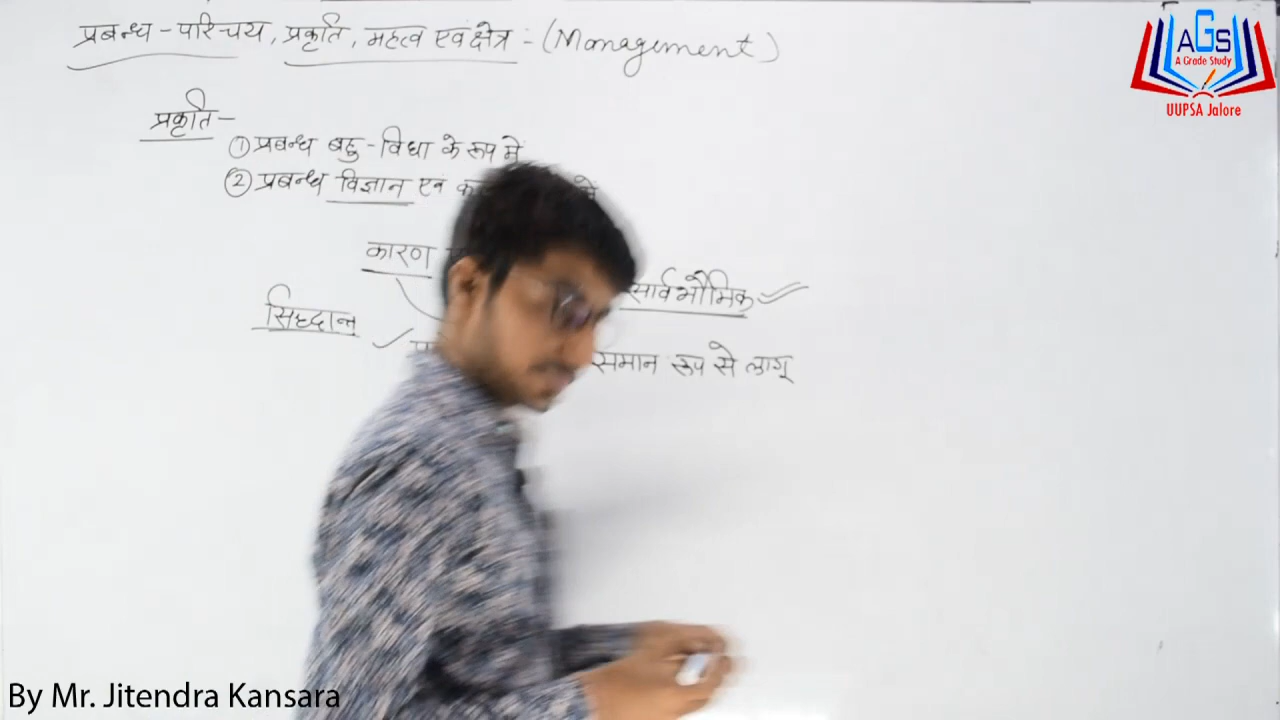 प्रबन्ध - परिचय, प्रकृति, महत्व एवं क्षेत्र :- (Management)
AGS
A Grade Study
UUPSA Jalore
प्रकृति -
① प्रबन्ध बहु - विधा के रूप में
② प्रबन्ध विज्ञान एवं में
कारण
सार्वभौमिक
सिद्दान्त
समान रूप से लागू
By Mr. Jitendra Kansara